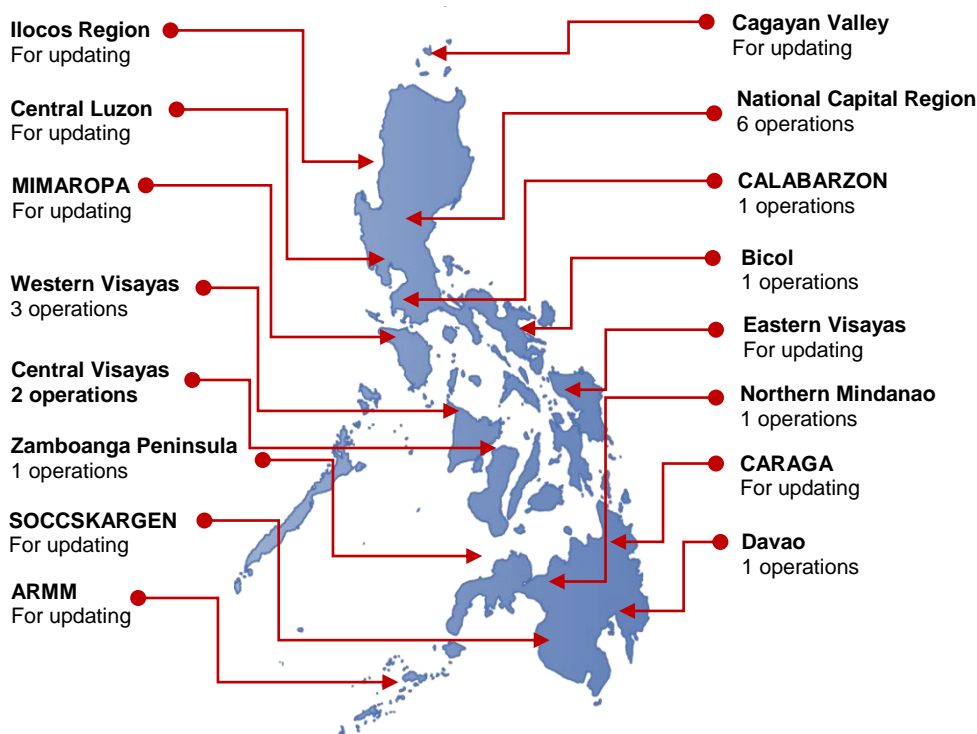 Ilocos Region
For updating
Central Luzon
For updating
MIMAROPA
For updating
Western Visayas
3 operations
Central Visayas
2 operations
Zamboanga Peninsula
1 operations
SOCCSKARGEN
For updating
ARMM
For updating
Cagayan Valley
For updating
National Capital Region
6 operations
CALABARZON
1 operations
Bicol
1 operations
Eastern Visayas
For updating
Northern Mindanao
1 operations
CARAGA
For updating
Davao
1 operations